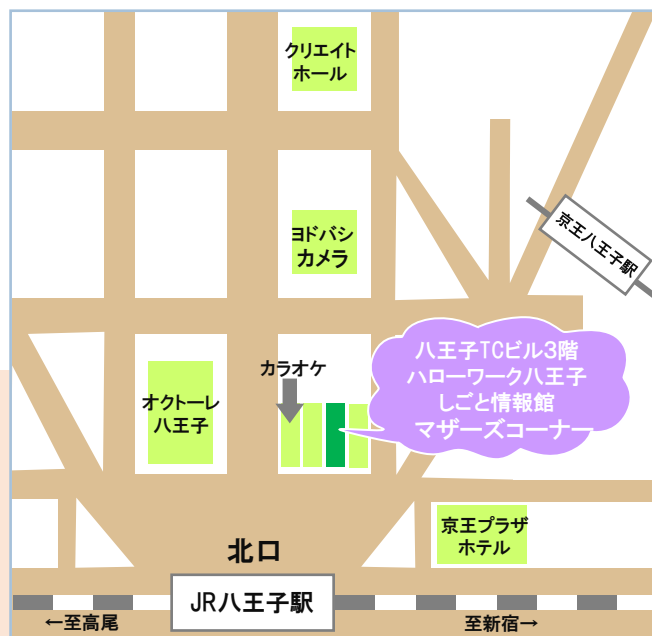 クリエイト
ホール
ヨドバシ
カメラ
京王八王子駅
八王子TCビル3階
ハローワーク八王子
しごと情報館
マザーズコーナー
カラオケ
オクトーレ
八王子
京王プラザ
ホテル
北口
JR八王子駅
←至高尾
至新宿→